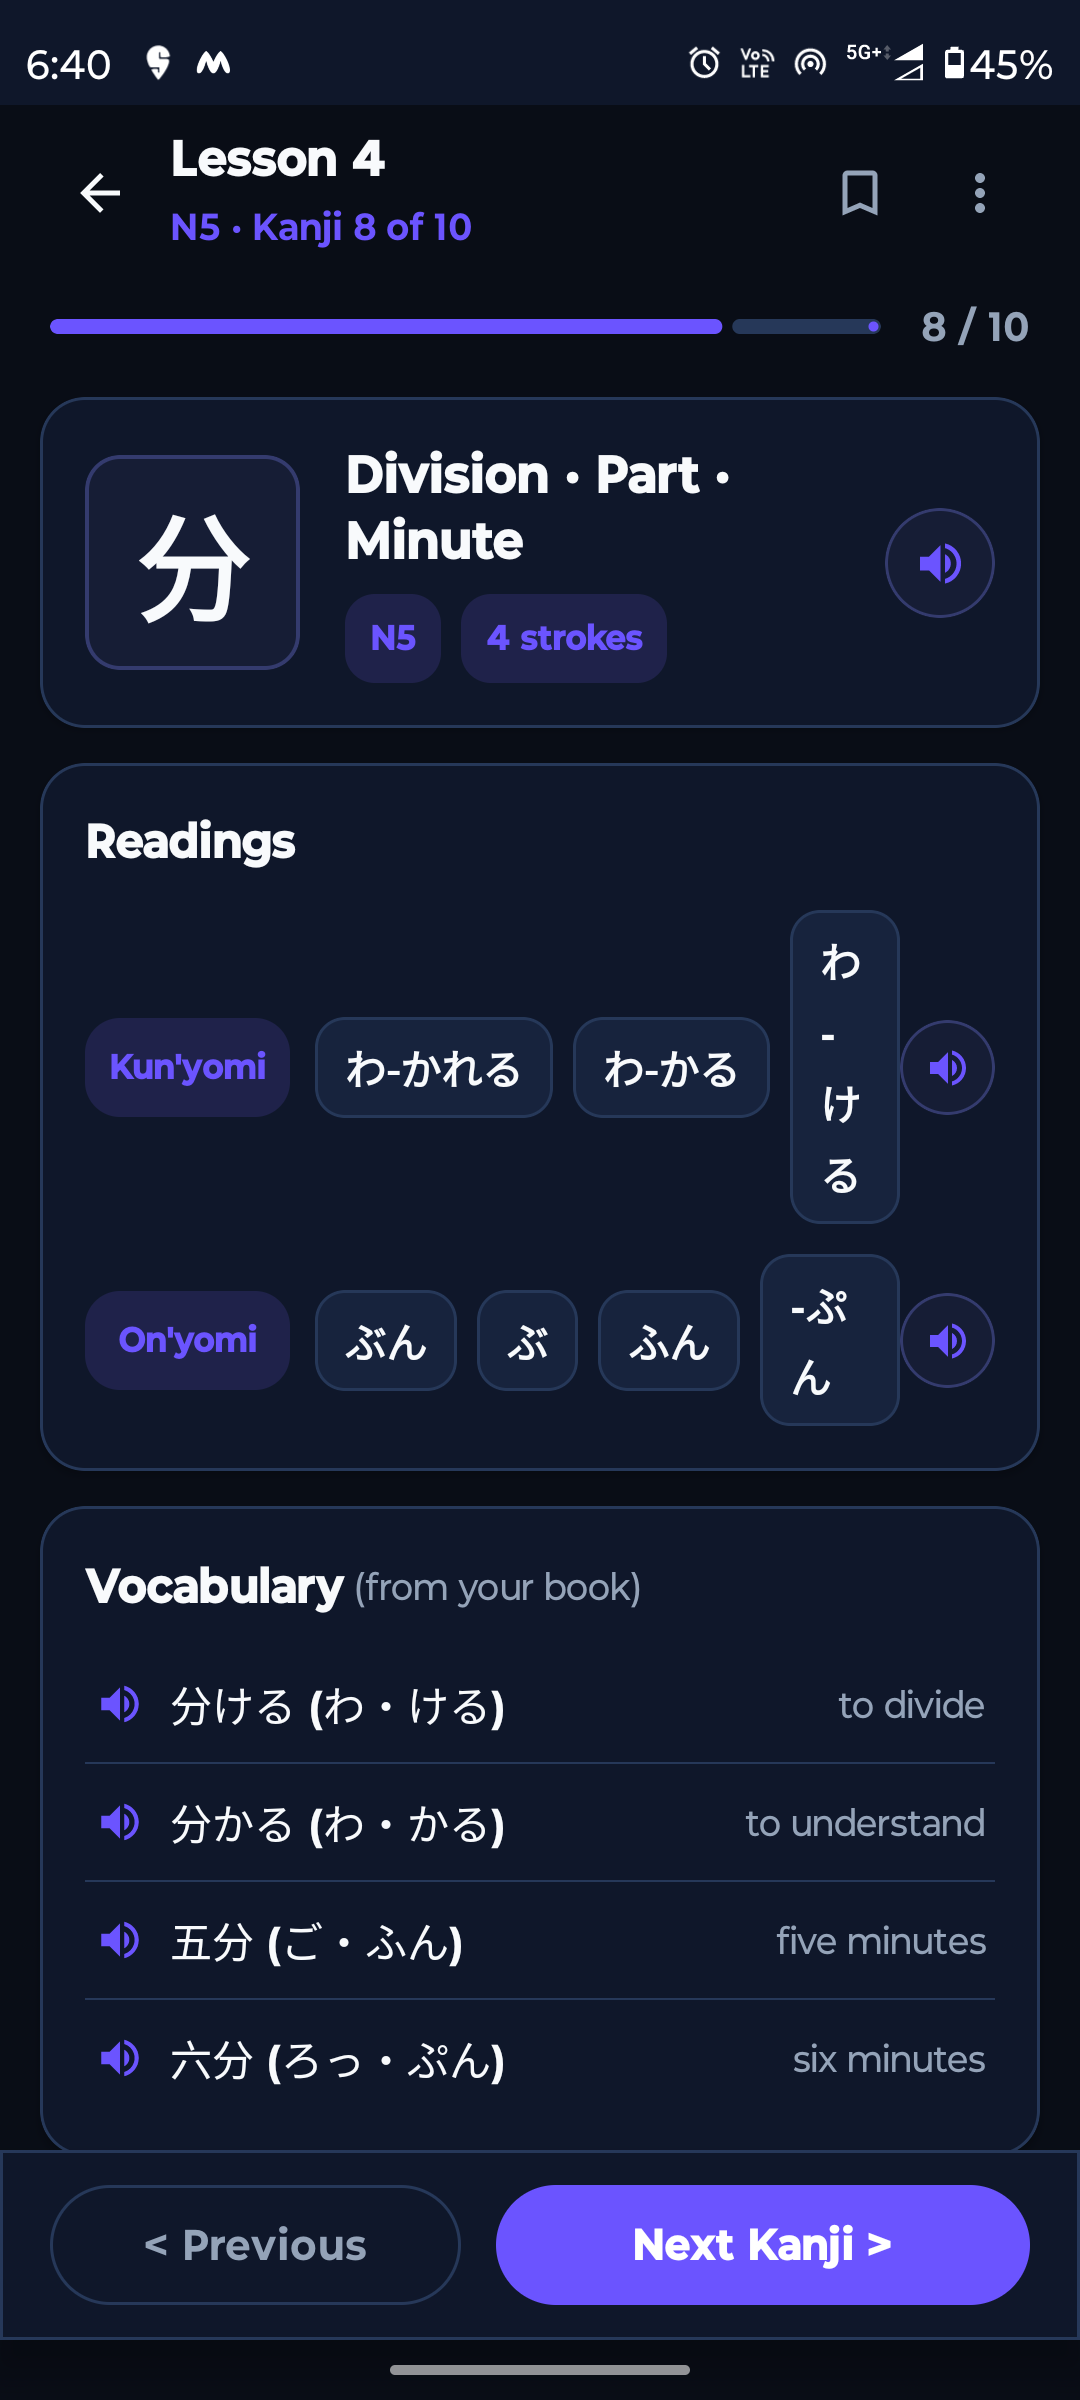 6:40
Vo LTE 5G+ 45%
Lesson 4
N5 · Kanji 8 of 10
8 / 10
分
Division · Part ·
Minute
N5 4 strokes
Readings
Kun'yomi わ-かれる わ-かる わ-ける
On'yomi ぶん ぶ ふん -ぷん
Vocabulary (from your book)
分ける (わ・ける) to divide
分かる (わ・かる) to understand
五分 (ご・ふん) five minutes
六分 (ろっ・ぷん) six minutes
< Previous Next Kanji >